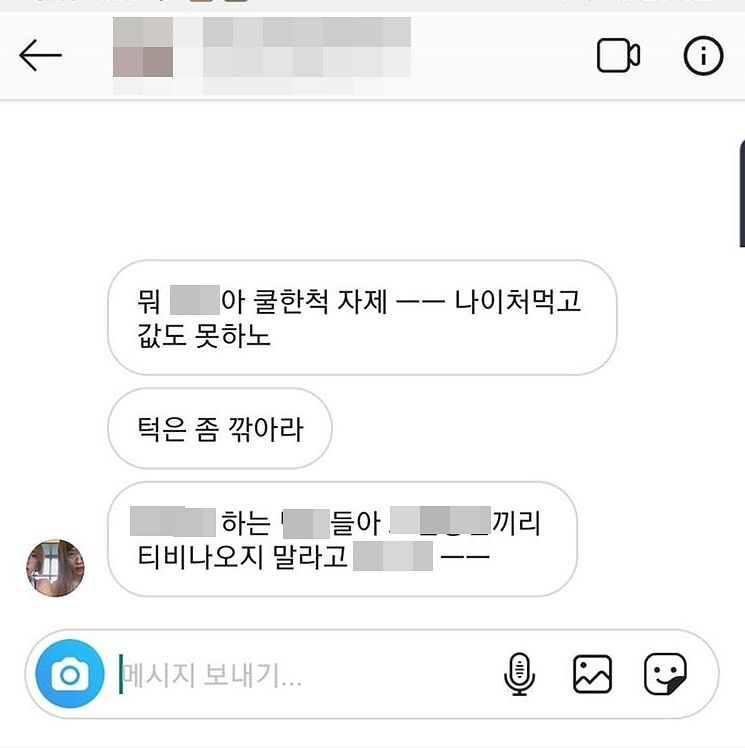 뭐 아 쿨한척 자제 ㅡㅡ 나이처먹고
값도 못하노
턱은 좀 깎아라
하는 들아 끼리
티비나오지 말라고 ㅡㅡ
메시지 보내기...